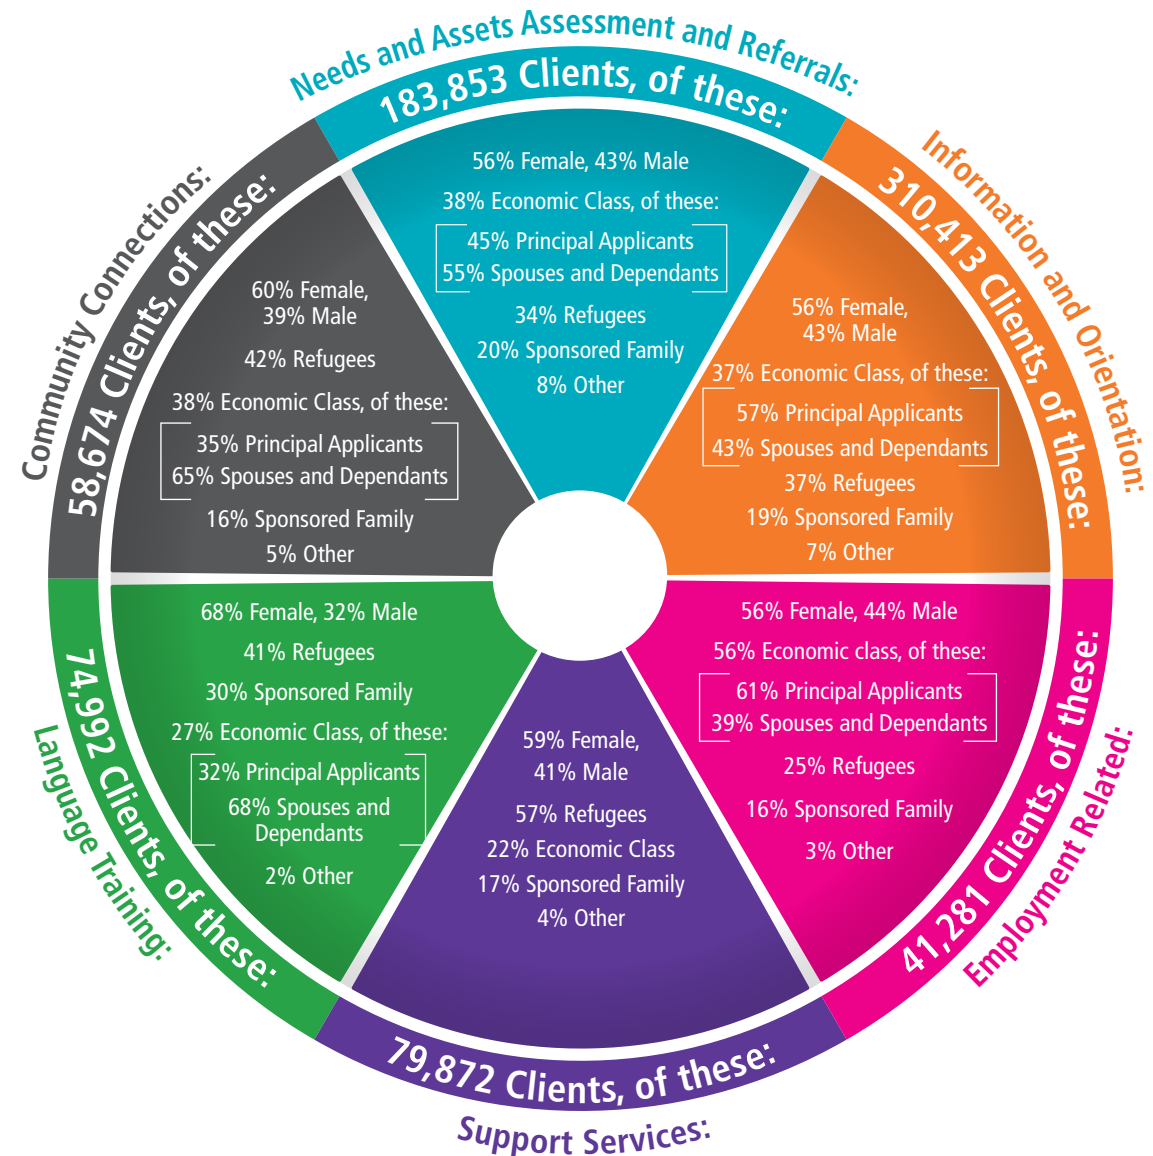 Needs and Assets Assessment and Referrals:
183,853 Clients, of these:
56% Female, 43% Male
38% Economic Class, of these:
45% Principal Applicants
55% Spouses and Dependants
34% Refugees
20% Sponsored Family
8% Other
Information and Orientation:
310,413 Clients, of these:
56% Female,
43% Male
37% Economic Class, of these:
57% Principal Applicants
43% Spouses and Dependants
37% Refugees
19% Sponsored Family
7% Other
Employment Related:
41,281 Clients, of these:
56% Female, 44% Male
56% Economic class, of these:
61% Principal Applicants
39% Spouses and Dependants
25% Refugees
16% Sponsored Family
3% Other
Support Services:
79,872 Clients, of these:
59% Female,
41% Male
57% Refugees
22% Economic Class
17% Sponsored Family
4% Other
Language Training:
74,992 Clients, of these:
68% Female, 32% Male
41% Refugees
30% Sponsored Family
27% Economic Class, of these:
32% Principal Applicants
68% Spouses and
Dependants
2% Other
Community Connections:
58,674 Clients, of these:
60% Female,
39% Male
42% Refugees
38% Economic Class, of these:
35% Principal Applicants
65% Spouses and Dependants
16% Sponsored Family
5% Other